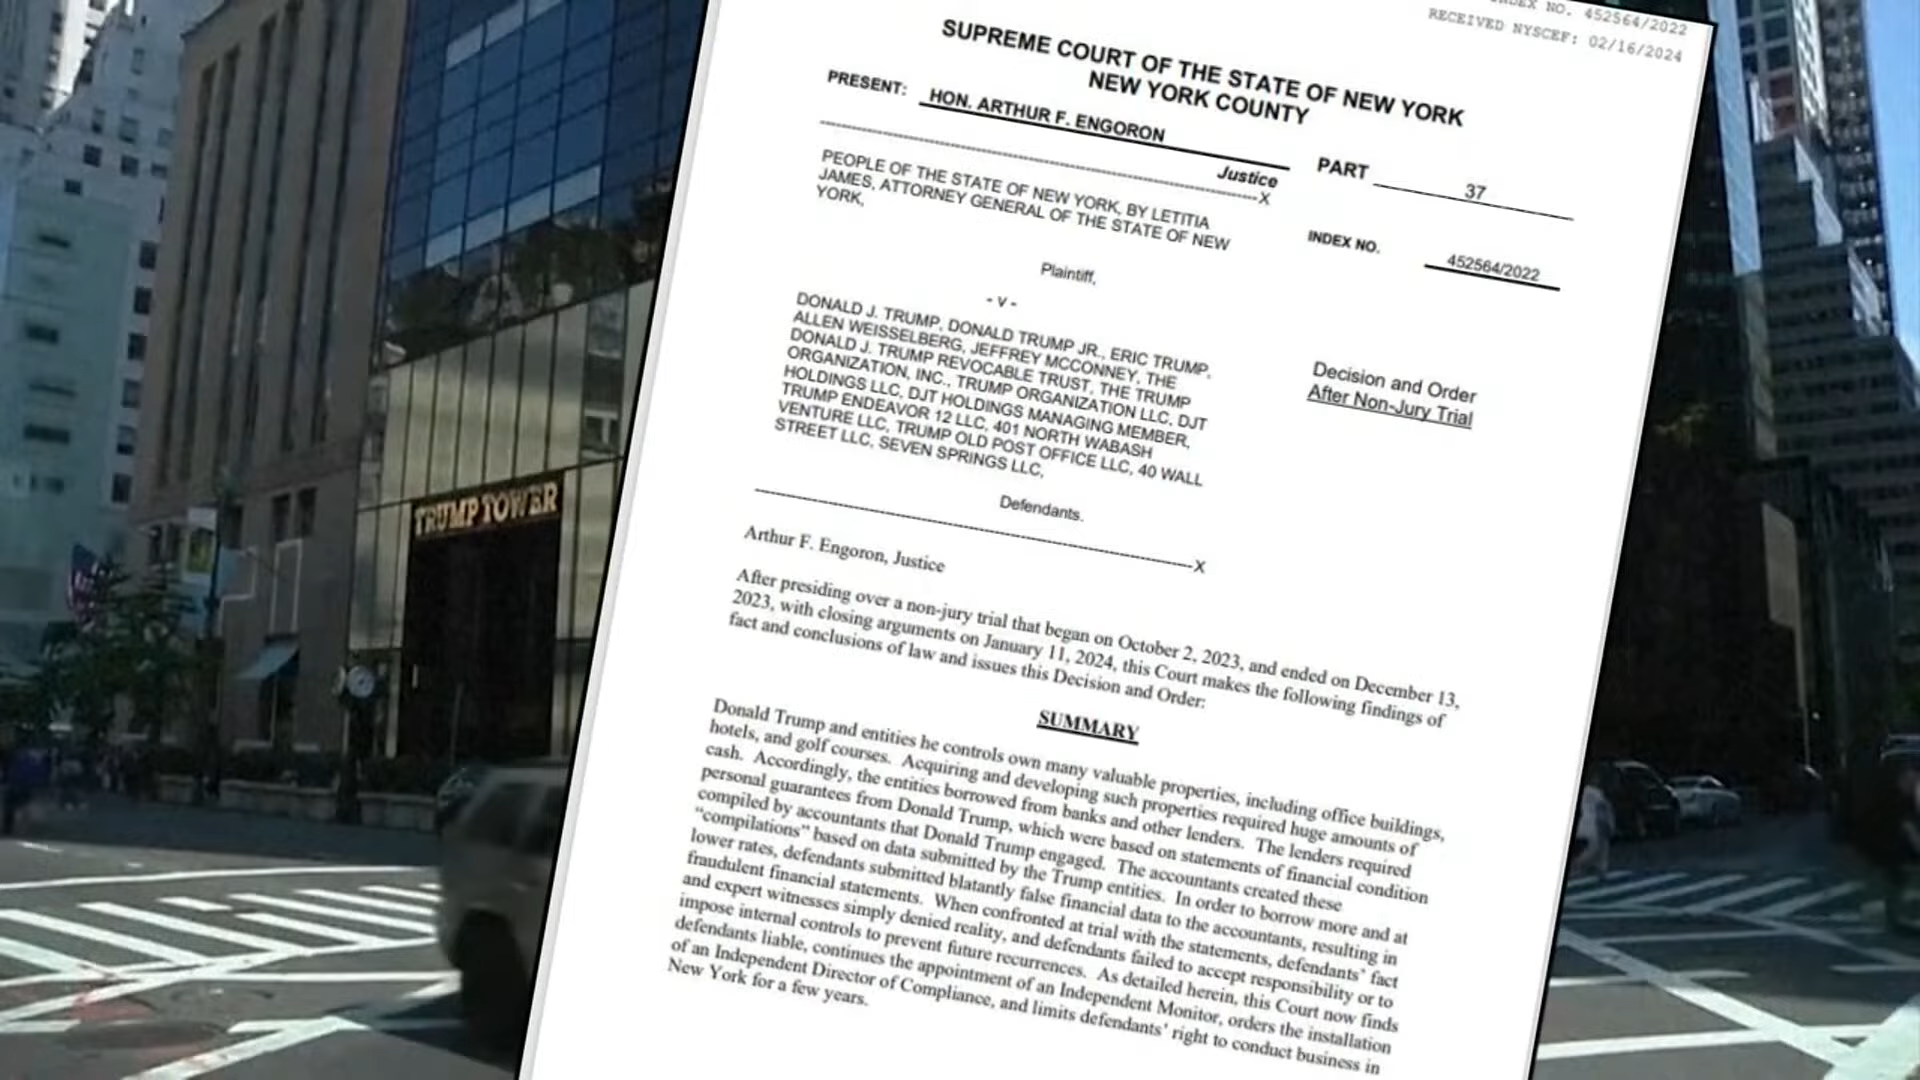 INDEX NO. 452564/2022
RECEIVED NYSCEF: 02/16/2024
SUPREME COURT OF THE STATE OF NEW YORK
NEW YORK COUNTY
PRESENT: HON. ARTHUR F. ENGORON PART 37
Justice
-X
PEOPLE OF THE STATE OF NEW YORK, BY LETITIA
JAMES, ATTORNEY GENERAL OF THE STATE OF NEW
YORK,
INDEX NO. 452564/2022
Plaintiff,
- v -
DONALD J. TRUMP, DONALD TRUMP JR., ERIC TRUMP,
ALLEN WEISSELBERG, JEFFREY MCCONNEY, THE
DONALD J. TRUMP REVOCABLE TRUST, THE TRUMP
ORGANIZATION, INC., TRUMP ORGANIZATION LLC, DJT
HOLDINGS LLC, DJT HOLDINGS MANAGING MEMBER,
TRUMP ENDEAVOR 12 LLC, 401 NORTH WABASH
VENTURE LLC, TRUMP OLD POST OFFICE LLC, 40 WALL
STREET LLC, SEVEN SPRINGS LLC,
Decision and Order
After Non-Jury Trial
Defendants.
-X
Arthur F. Engoron, Justice
After presiding over a non-jury trial that began on October 2, 2023, and ended on December 13,
2023, with closing arguments on January 11, 2024, this Court makes the following findings of
fact and conclusions of law and issues this Decision and Order:
SUMMARY
Donald Trump and entities he controls own many valuable properties, including office buildings,
hotels, and golf courses. Acquiring and developing such properties required huge amounts of
cash. Accordingly, the entities borrowed from banks and other lenders. The lenders required
personal guarantees from Donald Trump, which were based on statements of financial condition
compiled by accountants that Donald Trump engaged. The accountants created these
“compilations” based on data submitted by the Trump entities. In order to borrow more and at
lower rates, defendants submitted blatantly false financial data to the accountants, resulting in
fraudulent financial statements. When confronted at trial with the statements, defendants’ fact
and expert witnesses simply denied reality, and defendants failed to accept responsibility or to
impose internal controls to prevent future recurrences. As detailed herein, this Court now finds
defendants liable, continues the appointment of an Independent Monitor, orders the installation
of an Independent Director of Compliance, and limits defendants’ right to conduct business in
New York for a few years.
TRUMP TOWER